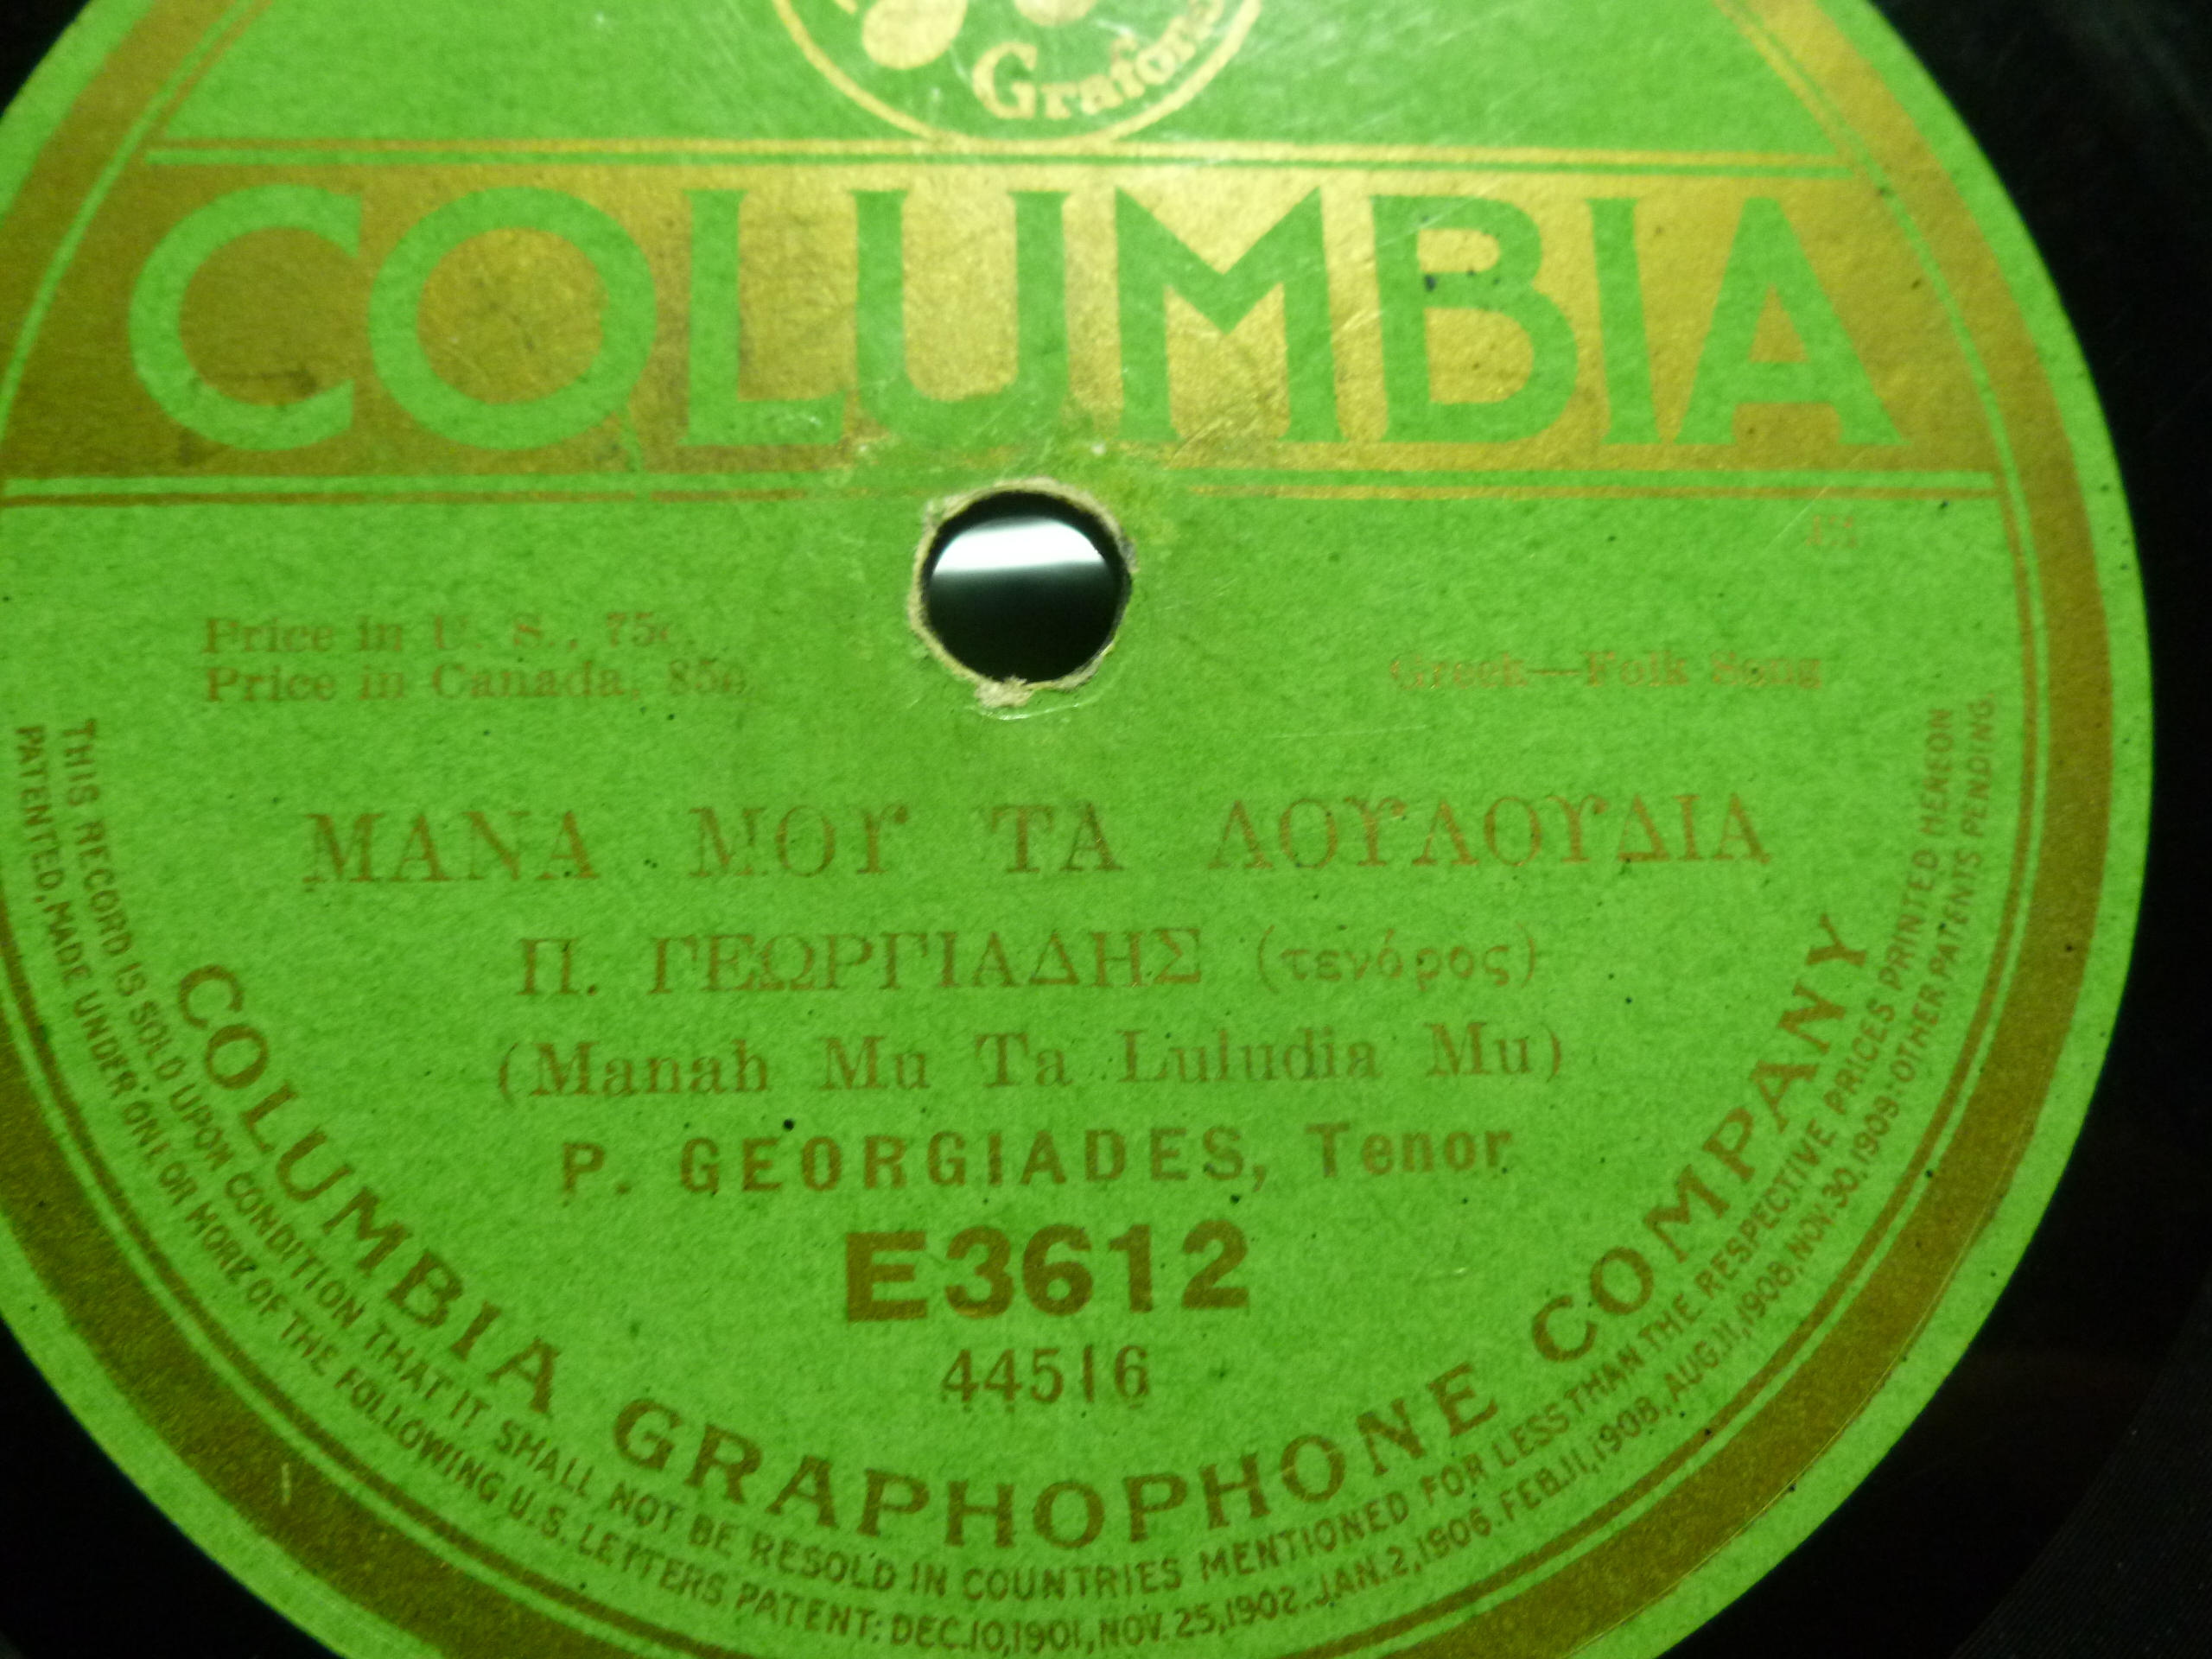 Grafonola
COLUMBIA
Price in U. S., 75c.
Price in Canada, 85c.
Greek—Folk Song
ΜΑΝΑ ΜΟΥ ΤΑ ΛΟΥΛΟΥΔΙΑ
Π. ΓΕΩΡΓΙΑΔΗΣ (τενόρος)
(Manah Mu Ta Luludia Mu)
P. GEORGIADES, Tenor
E3612
44516
COLUMBIA GRAPHOPHONE COMPANY
THIS RECORD IS SOLD UPON CONDITION THAT IT SHALL NOT BE RESOLD IN COUNTRIES MENTIONED FOR LESS THAN THE RESPECTIVE PRICES PRINTED HEREON
PATENTED, MADE UNDER ONE OR MORE OF THE FOLLOWING U.S. LETTERS PATENT: DEC.10,1901, NOV. 25,1902. JAN. 2,1906. FEB.11,1908, AUG.11,1908, NOV. 30,1909-OTHER PATENTS PENDING.